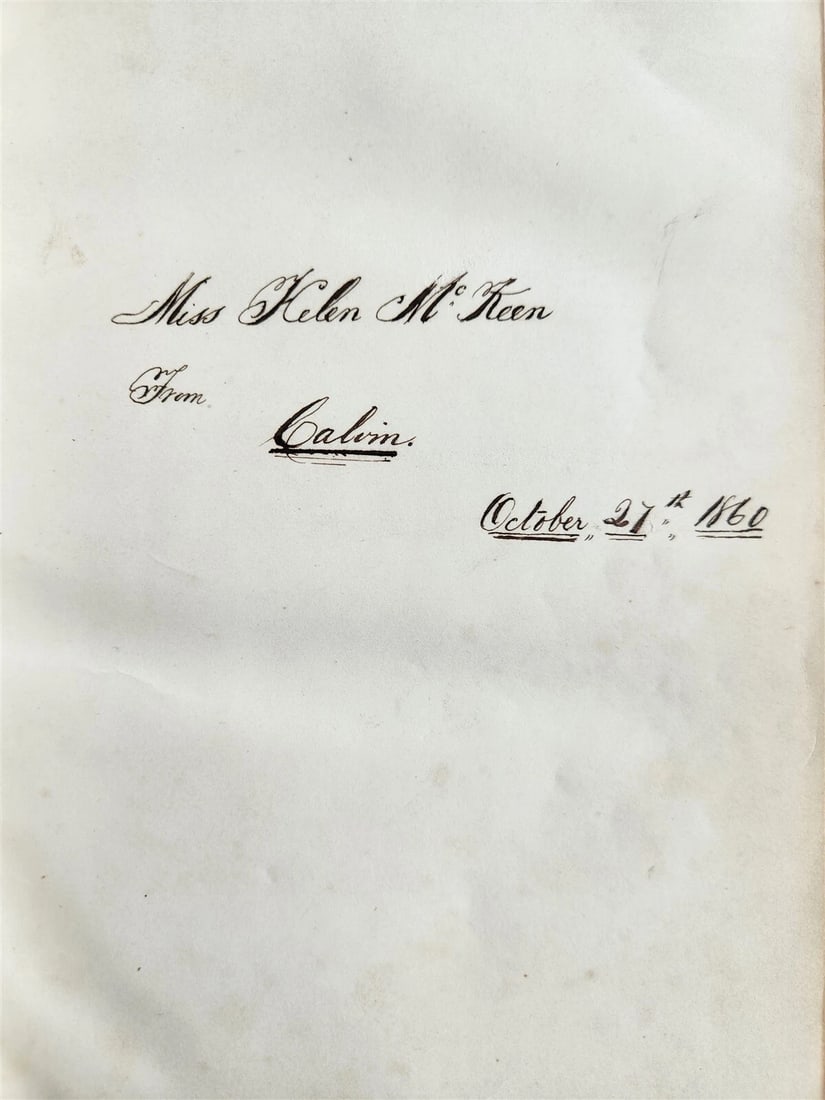 Miss Helen Mc Keen
From
Calvin.
October„ 27th„ 1860